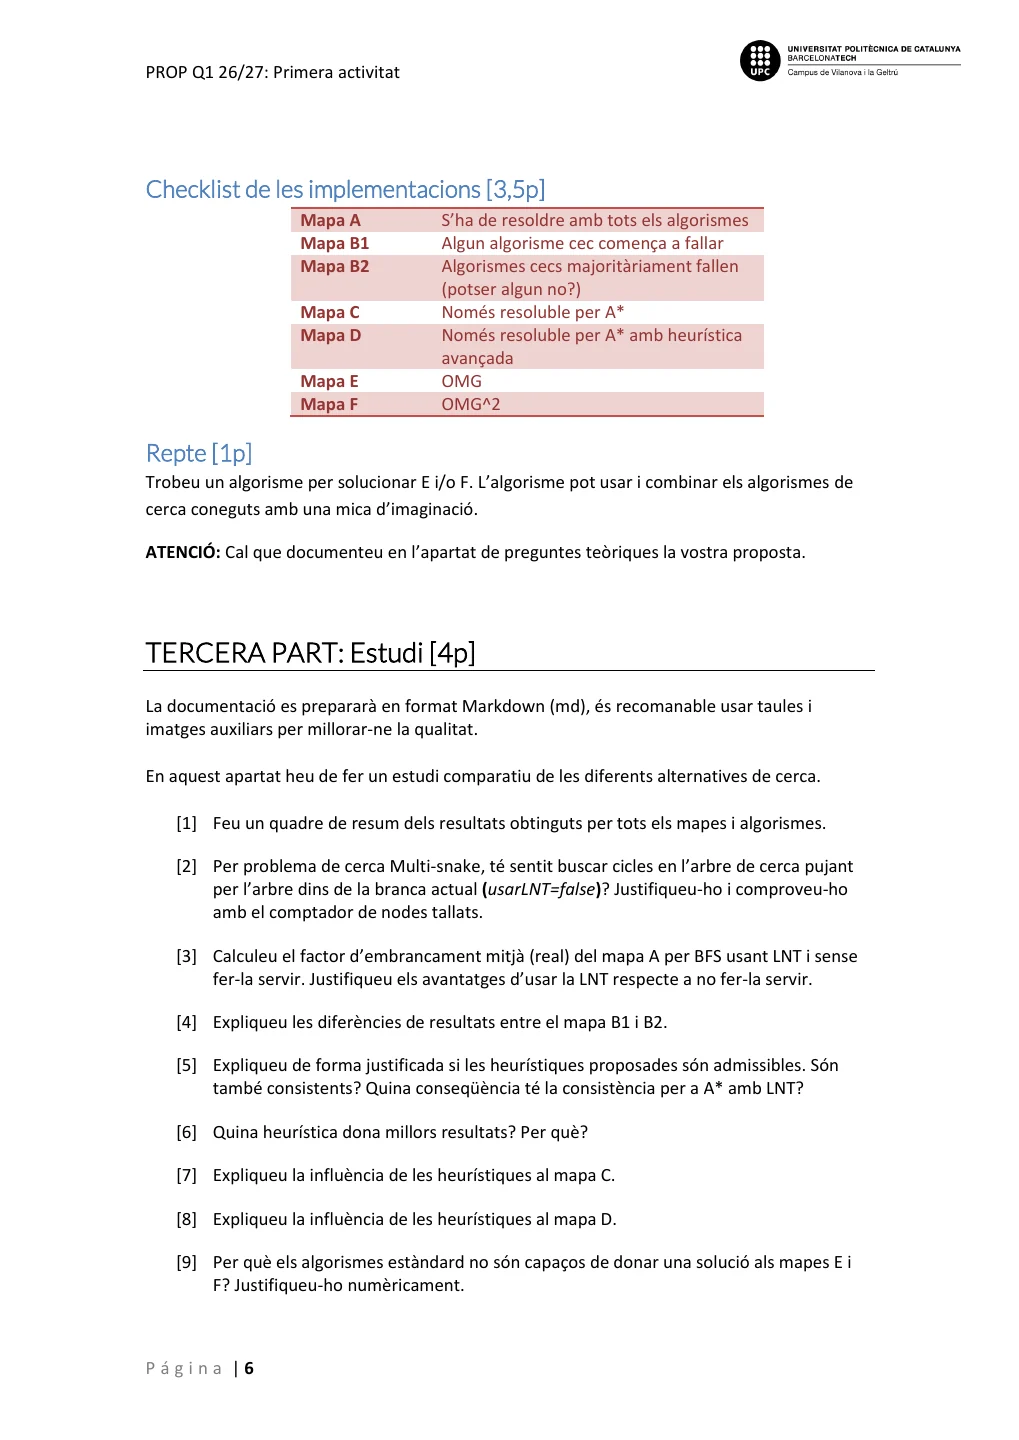 PROP Q1 26/27: Primera activitat
UNIVERSITAT POLITÈCNICA DE CATALUNYA
BARCELONATECH
Campus de Vilanova i la Geltrú
UPC
Checklist de les implementacions [3,5p]
Mapa A S’ha de resoldre amb tots els algorismes
Mapa B1 Algun algorisme cec comença a fallar
Mapa B2 Algorismes cecs majoritàriament fallen
(potser algun no?)
Mapa C Només resoluble per A*
Mapa D Només resoluble per A* amb heurística
avançada
Mapa E OMG
Mapa F OMG^2
Repte [1p]
Trobeu un algorisme per solucionar E i/o F. L’algorisme pot usar i combinar els algorismes de
cerca coneguts amb una mica d’imaginació.
ATENCIÓ: Cal que documenteu en l’apartat de preguntes teòriques la vostra proposta.
TERCERA PART: Estudi [4p]
La documentació es prepararà en format Markdown (md), és recomanable usar taules i
imatges auxiliars per millorar-ne la qualitat.
En aquest apartat heu de fer un estudi comparatiu de les diferents alternatives de cerca.
[1] Feu un quadre de resum dels resultats obtinguts per tots els mapes i algorismes.
[2] Per problema de cerca Multi-snake, té sentit buscar cicles en l’arbre de cerca pujant
per l’arbre dins de la branca actual (usarLNT=false)? Justifiqueu-ho i comproveu-ho
amb el comptador de nodes tallats.
[3] Calculeu el factor d’embrancament mitjà (real) del mapa A per BFS usant LNT i sense
fer-la servir. Justifiqueu els avantatges d’usar la LNT respecte a no fer-la servir.
[4] Expliqueu les diferències de resultats entre el mapa B1 i B2.
[5] Expliqueu de forma justificada si les heurístiques proposades són admissibles. Són
també consistents? Quina conseqüència té la consistència per a A* amb LNT?
[6] Quina heurística dona millors resultats? Per què?
[7] Expliqueu la influència de les heurístiques al mapa C.
[8] Expliqueu la influència de les heurístiques al mapa D.
[9] Per què els algorismes estàndard no són capaços de donar una solució als mapes E i
F? Justifiqueu-ho numèricament.
Página | 6